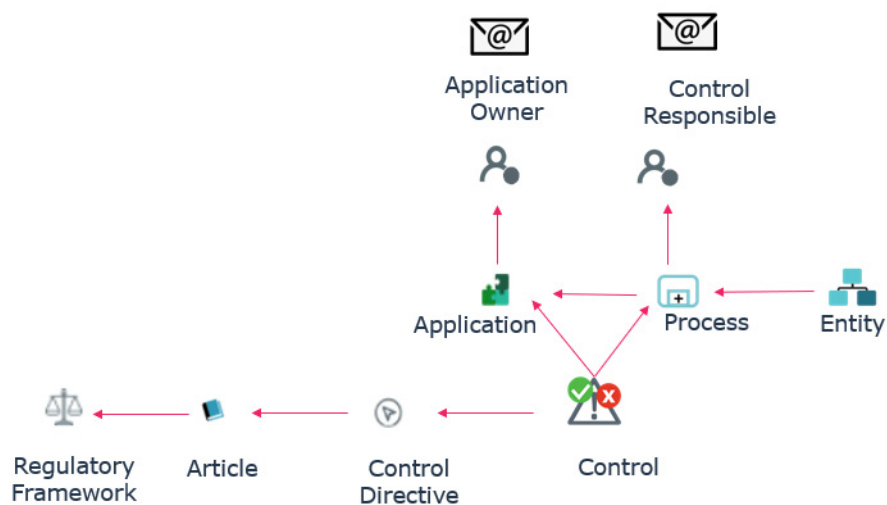 @
@
Application
Owner
Control
Responsible
Application
Process
Entity
Regulatory
Framework
Article
Control
Directive
Control